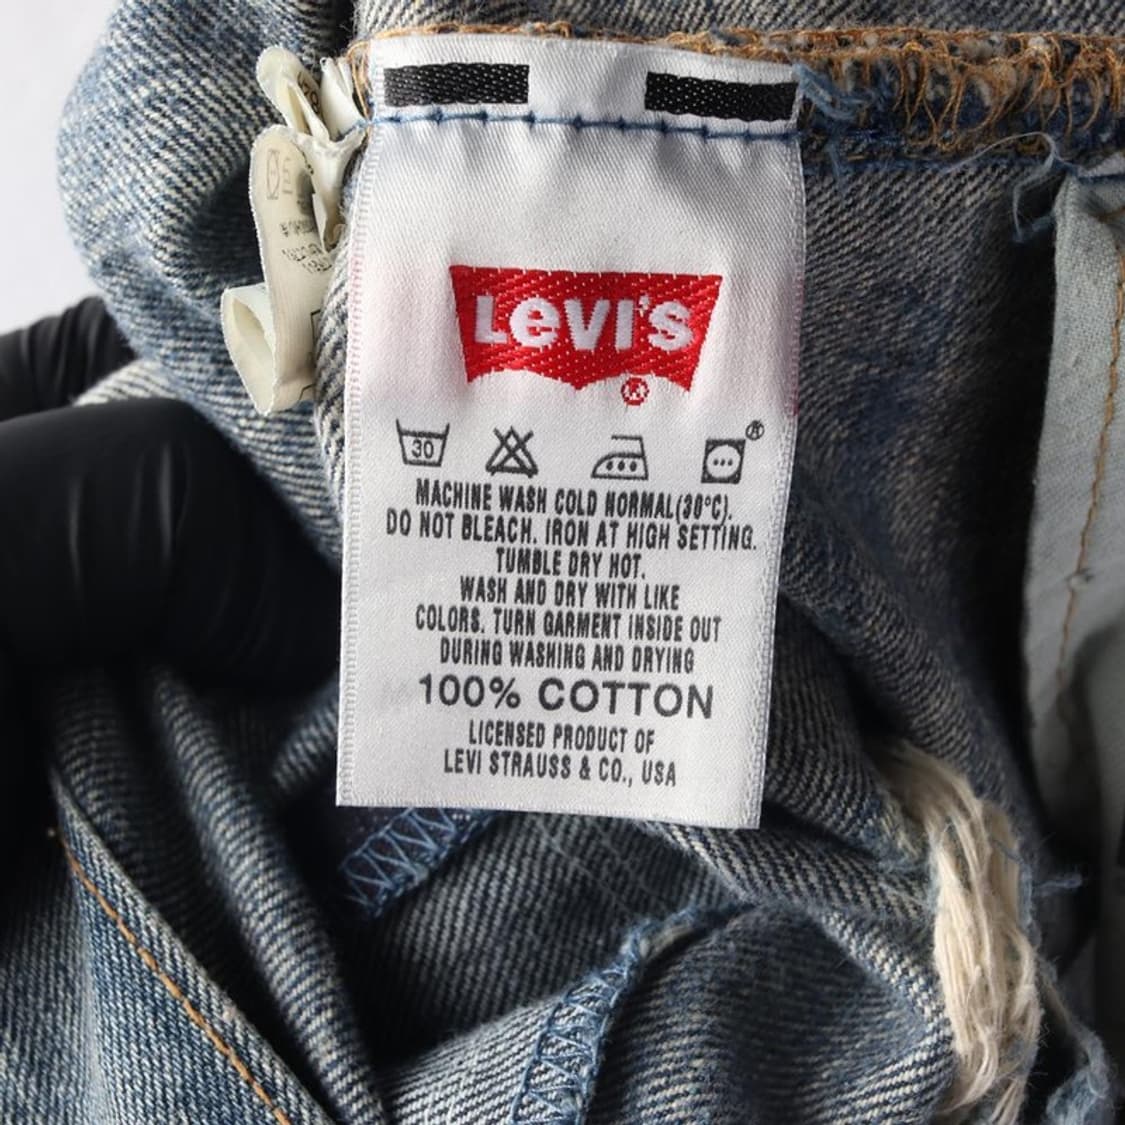 Levi's
®
30
®
MACHINE WASH COLD NORMAL(30°C).
DO NOT BLEACH. IRON AT HIGH SETTING.
TUMBLE DRY HOT.
WASH AND DRY WITH LIKE
COLORS. TURN GARMENT INSIDE OUT
DURING WASHING AND DRYING
100% COTTON
LICENSED PRODUCT OF
LEVI STRAUSS & CO., USA